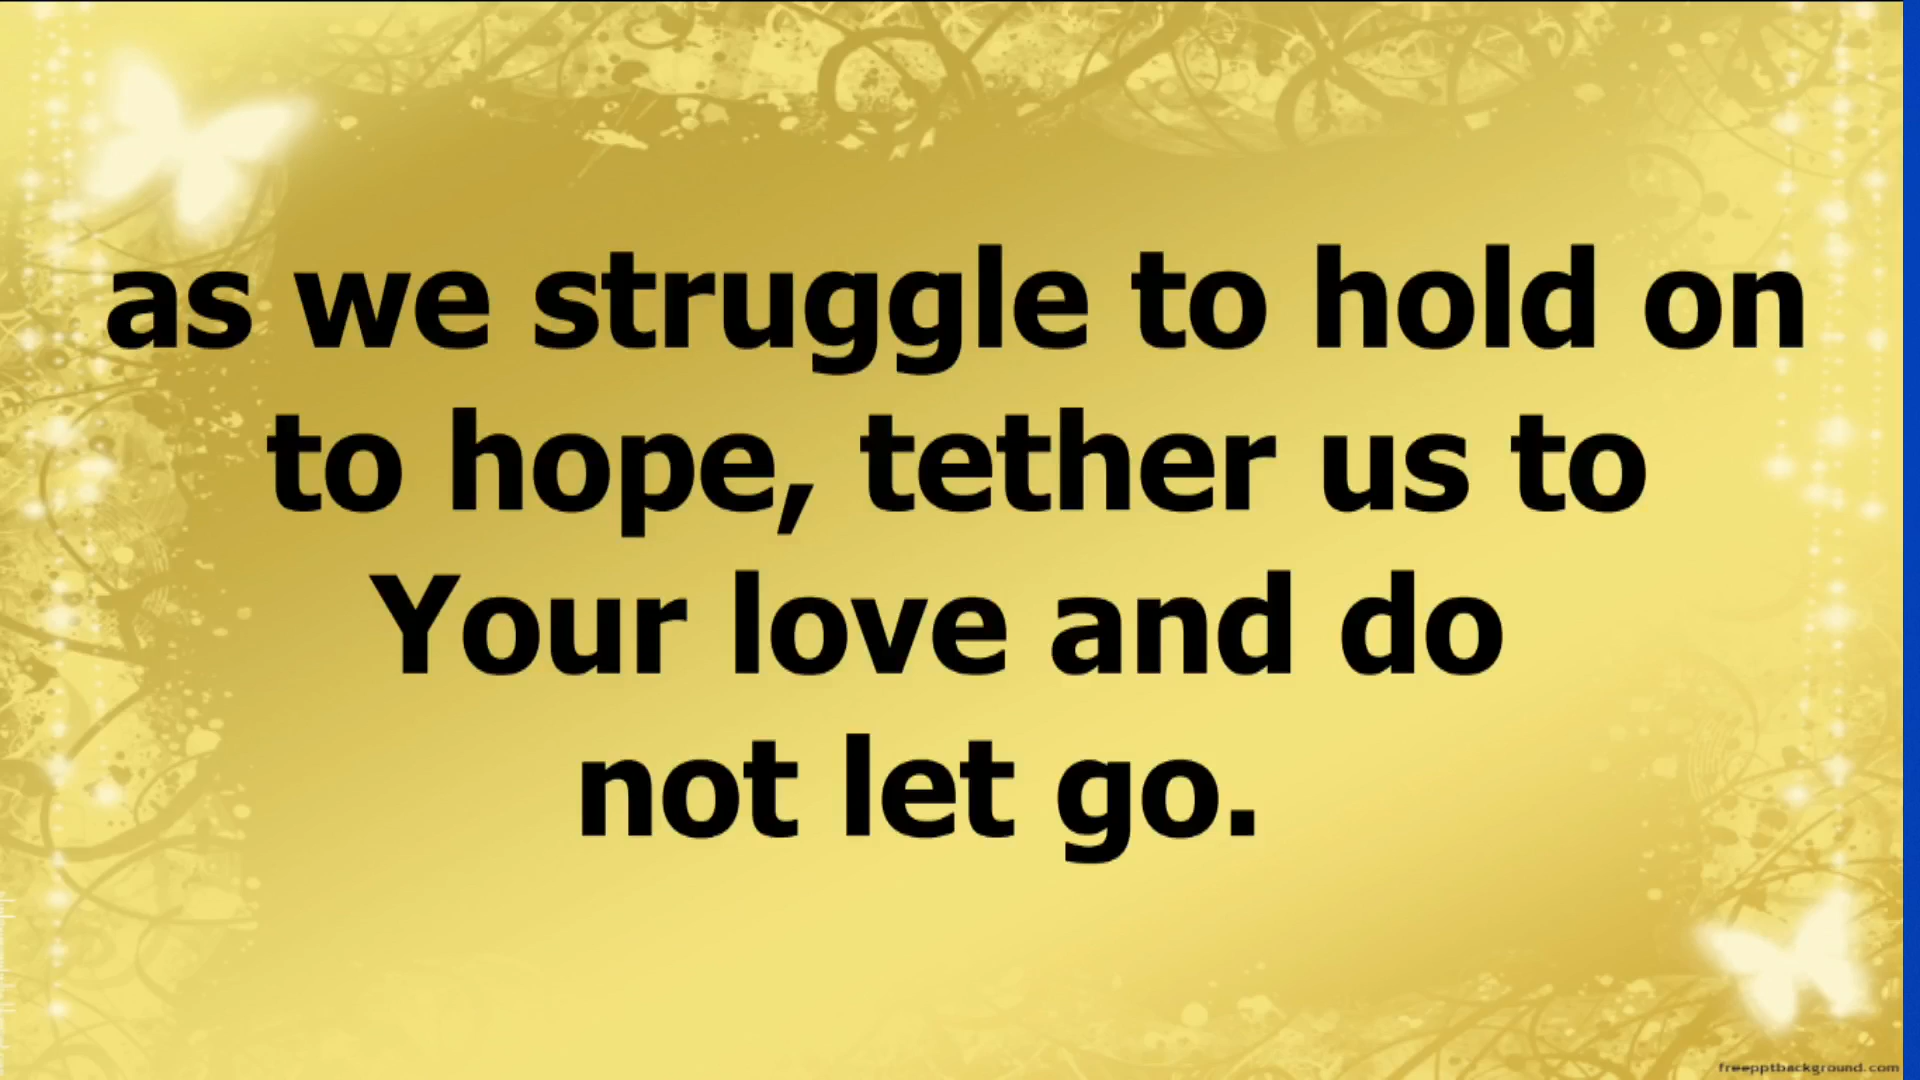 as we struggle to hold on
to hope, tether us to
Your love and do
not let go.
freepptbackground.com